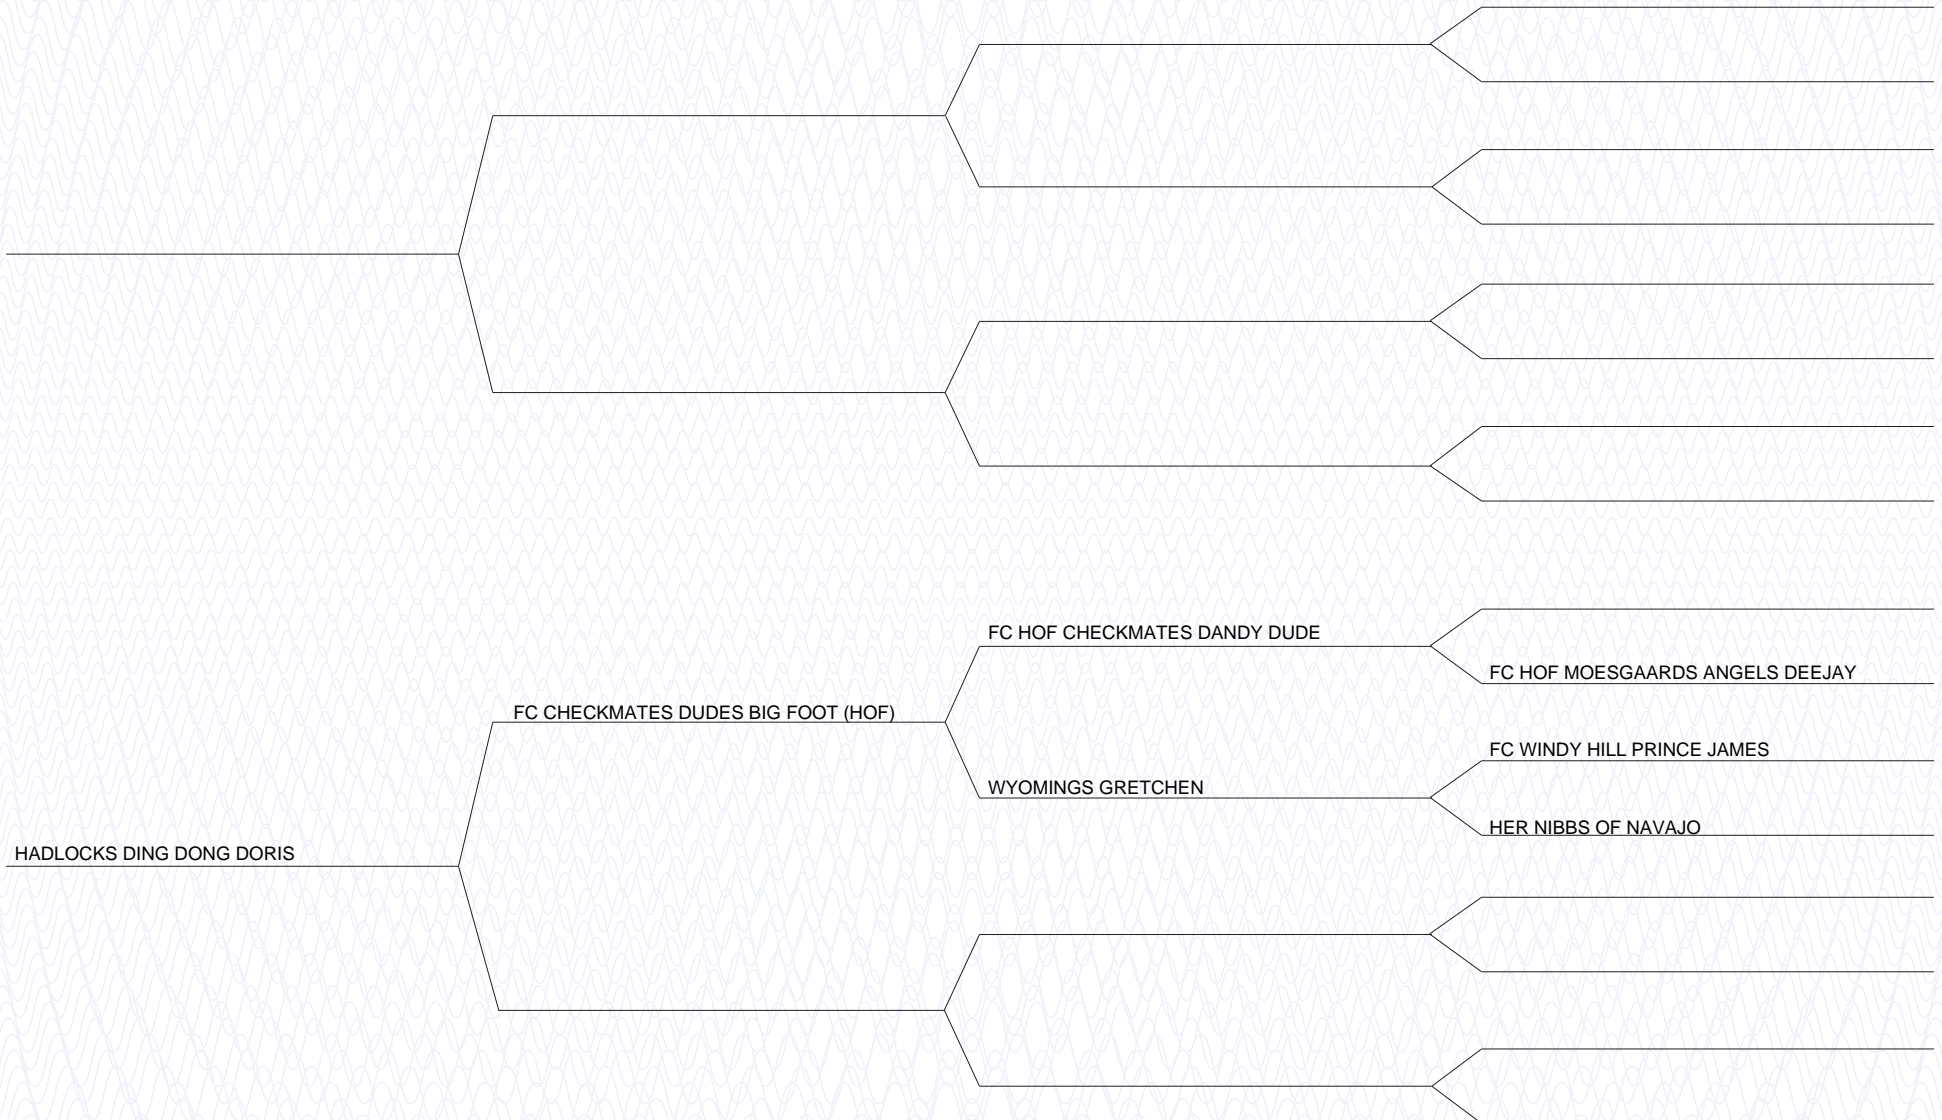 FC HOF CHECKMATES DANDY DUDE
FC HOF MOESGAARDS ANGELS DEEJAY
FC CHECKMATES DUDES BIG FOOT (HOF)
FC WINDY HILL PRINCE JAMES
WYOMINGS GRETCHEN
HER NIBBS OF NAVAJO
HADLOCKS DING DONG DORIS